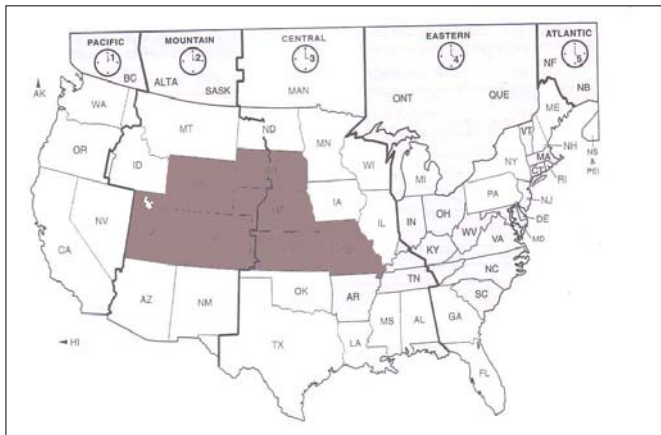 PACIFIC
1
BC
MOUNTAIN
2
ALTA
SASK
CENTRAL
3
MAN
EASTERN
4
ONT
QUE
ATLANTIC
5
NF
NB
AK
WA
MT
ND
MN
ME
VT
NH
NS
&
PEI
OR
ID
WI
MI
NY
MA
CT
RI
IA
PA
NJ
NV
IL
IN
OH
DE
MD
WV
VA
CA
KY
NC
TN
AZ
NM
OK
AR
SC
MS
AL
GA
TX
LA
HI
FL